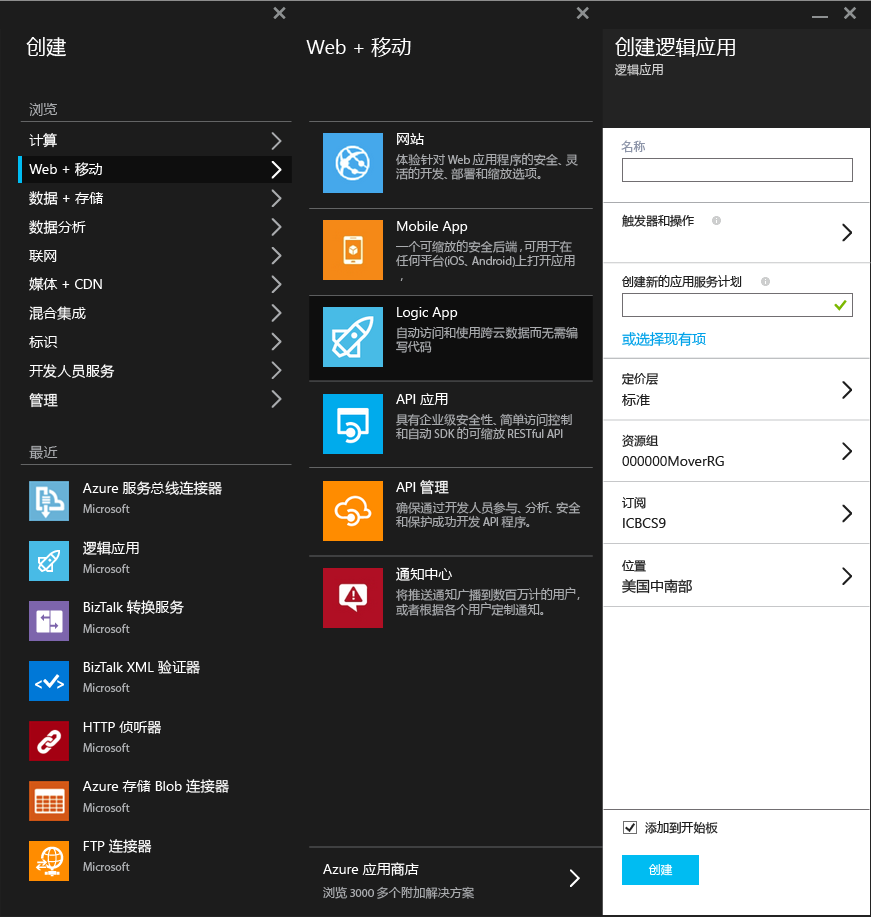 创建
浏览
计算
Web + 移动
数据 + 存储
数据分析
联网
媒体 + CDN
混合集成
标识
开发人员服务
管理
最近
Azure 服务总线连接器
Microsoft
逻辑应用
Microsoft
BizTalk 转换服务
Microsoft
BizTalk XML 验证器
Microsoft
HTTP 侦听器
Microsoft
Azure 存储 Blob 连接器
Microsoft
FTP 连接器
Microsoft
Web + 移动
网站
体验针对 Web 应用程序的安全、灵
活的开发、部署和缩放选项。
Mobile App
一个可缩放的安全后端,可用于在
任何平台(iOS、Android)上打开应用
,
Logic App
自动访问和使用跨云数据而无需编
写代码
API 应用
具有企业级安全性、简单访问控制
和自动 SDK 的可缩放 RESTful API
API 管理
确保通过开发人员参与、分析、安全
和保护成功开发 API 程序。
通知中心
将推送通知广播到数百万计的用户,
或者根据各个用户定制通知。
Azure 应用商店
浏览 3000 多个附加解决方案
创建逻辑应用
逻辑应用
名称
触发器和操作
创建新的应用服务计划
或选择现有项
定价层
标准
资源组
000000MoverRG
订阅
ICBCS9
位置
美国中南部
添加到开始板
创建